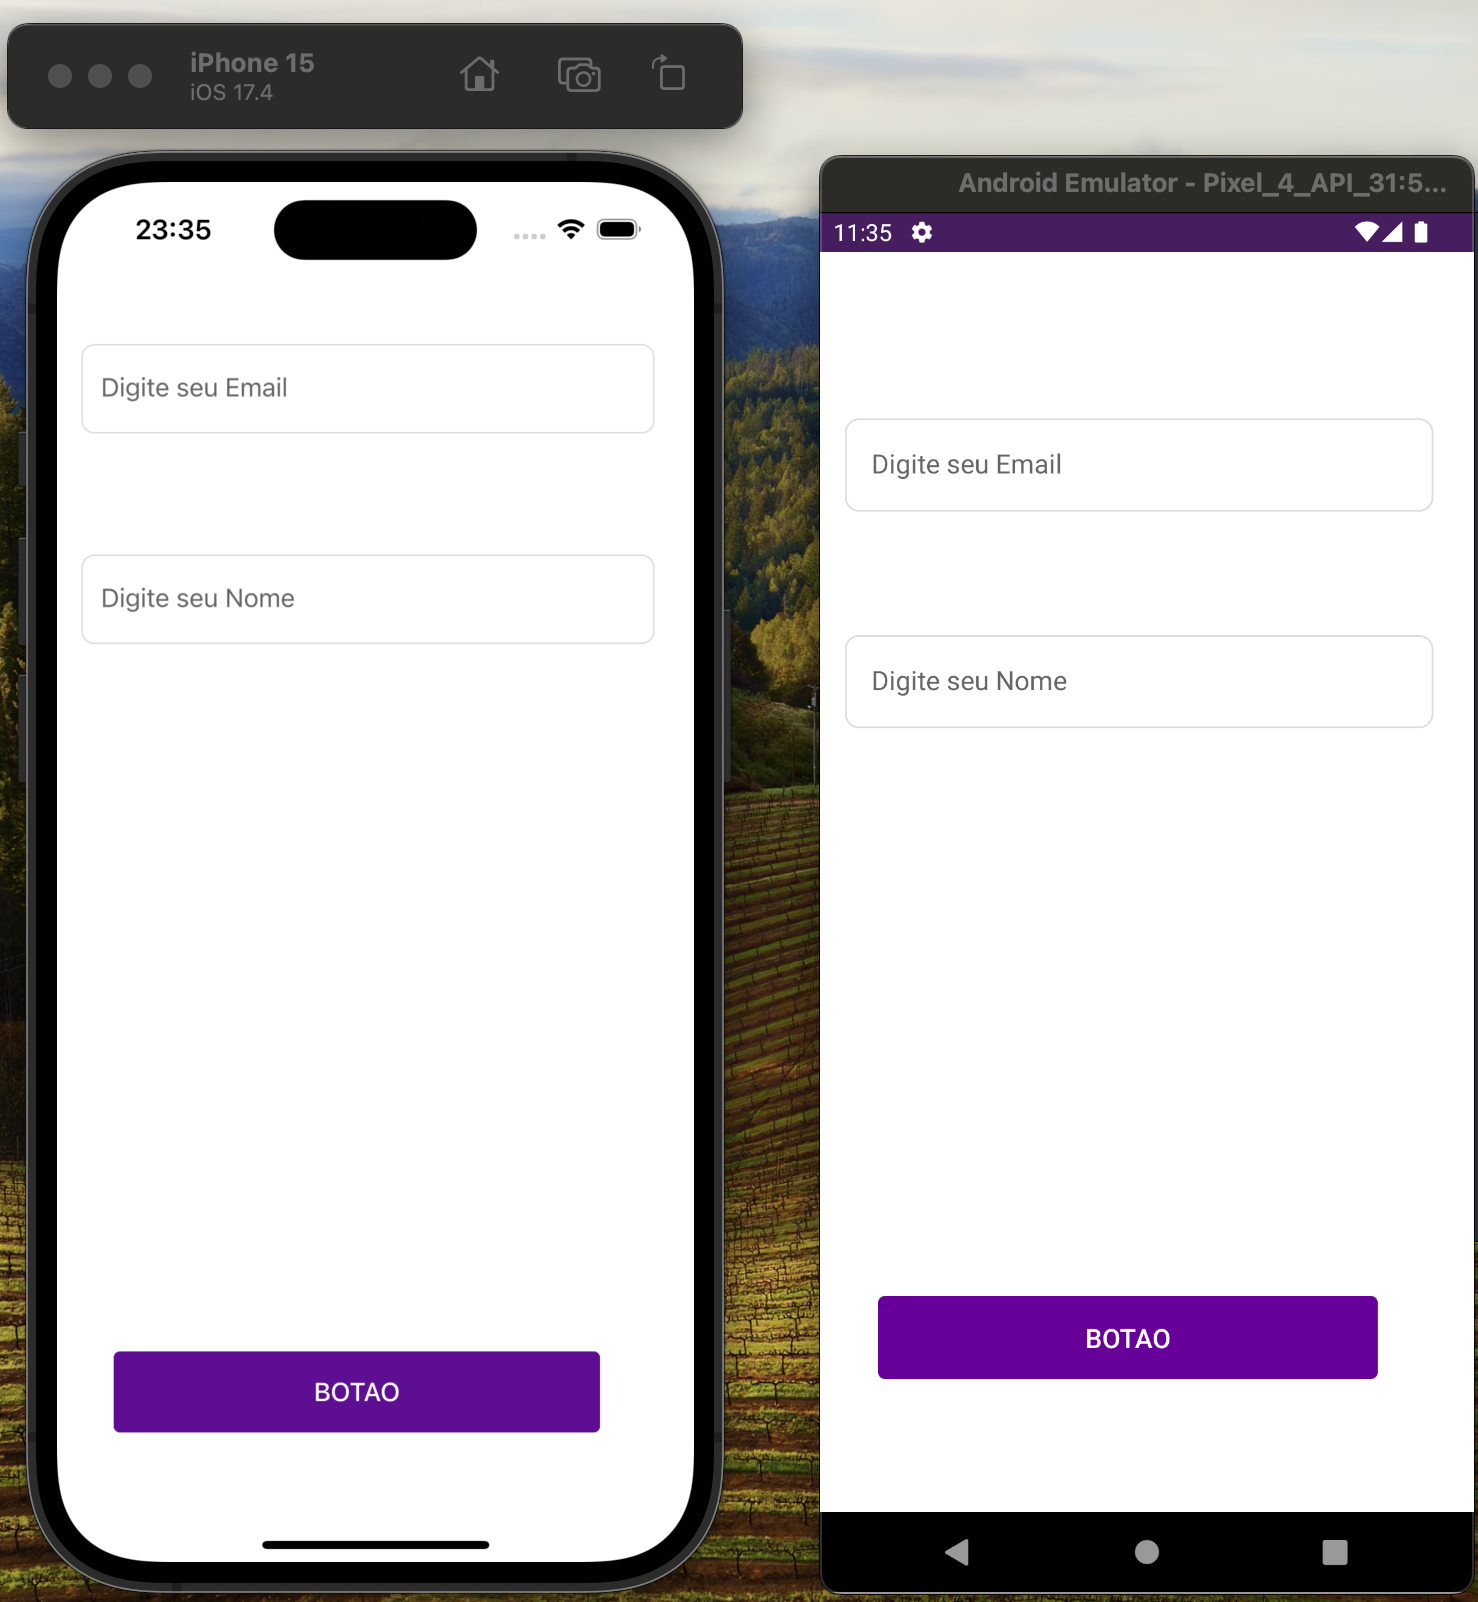 iPhone 15
iOS 17.4
23:35
Digite seu Email
Digite seu Nome
BOTAO
Android Emulator - Pixel_4_API_31:5...
11:35
Digite seu Email
Digite seu Nome
BOTAO